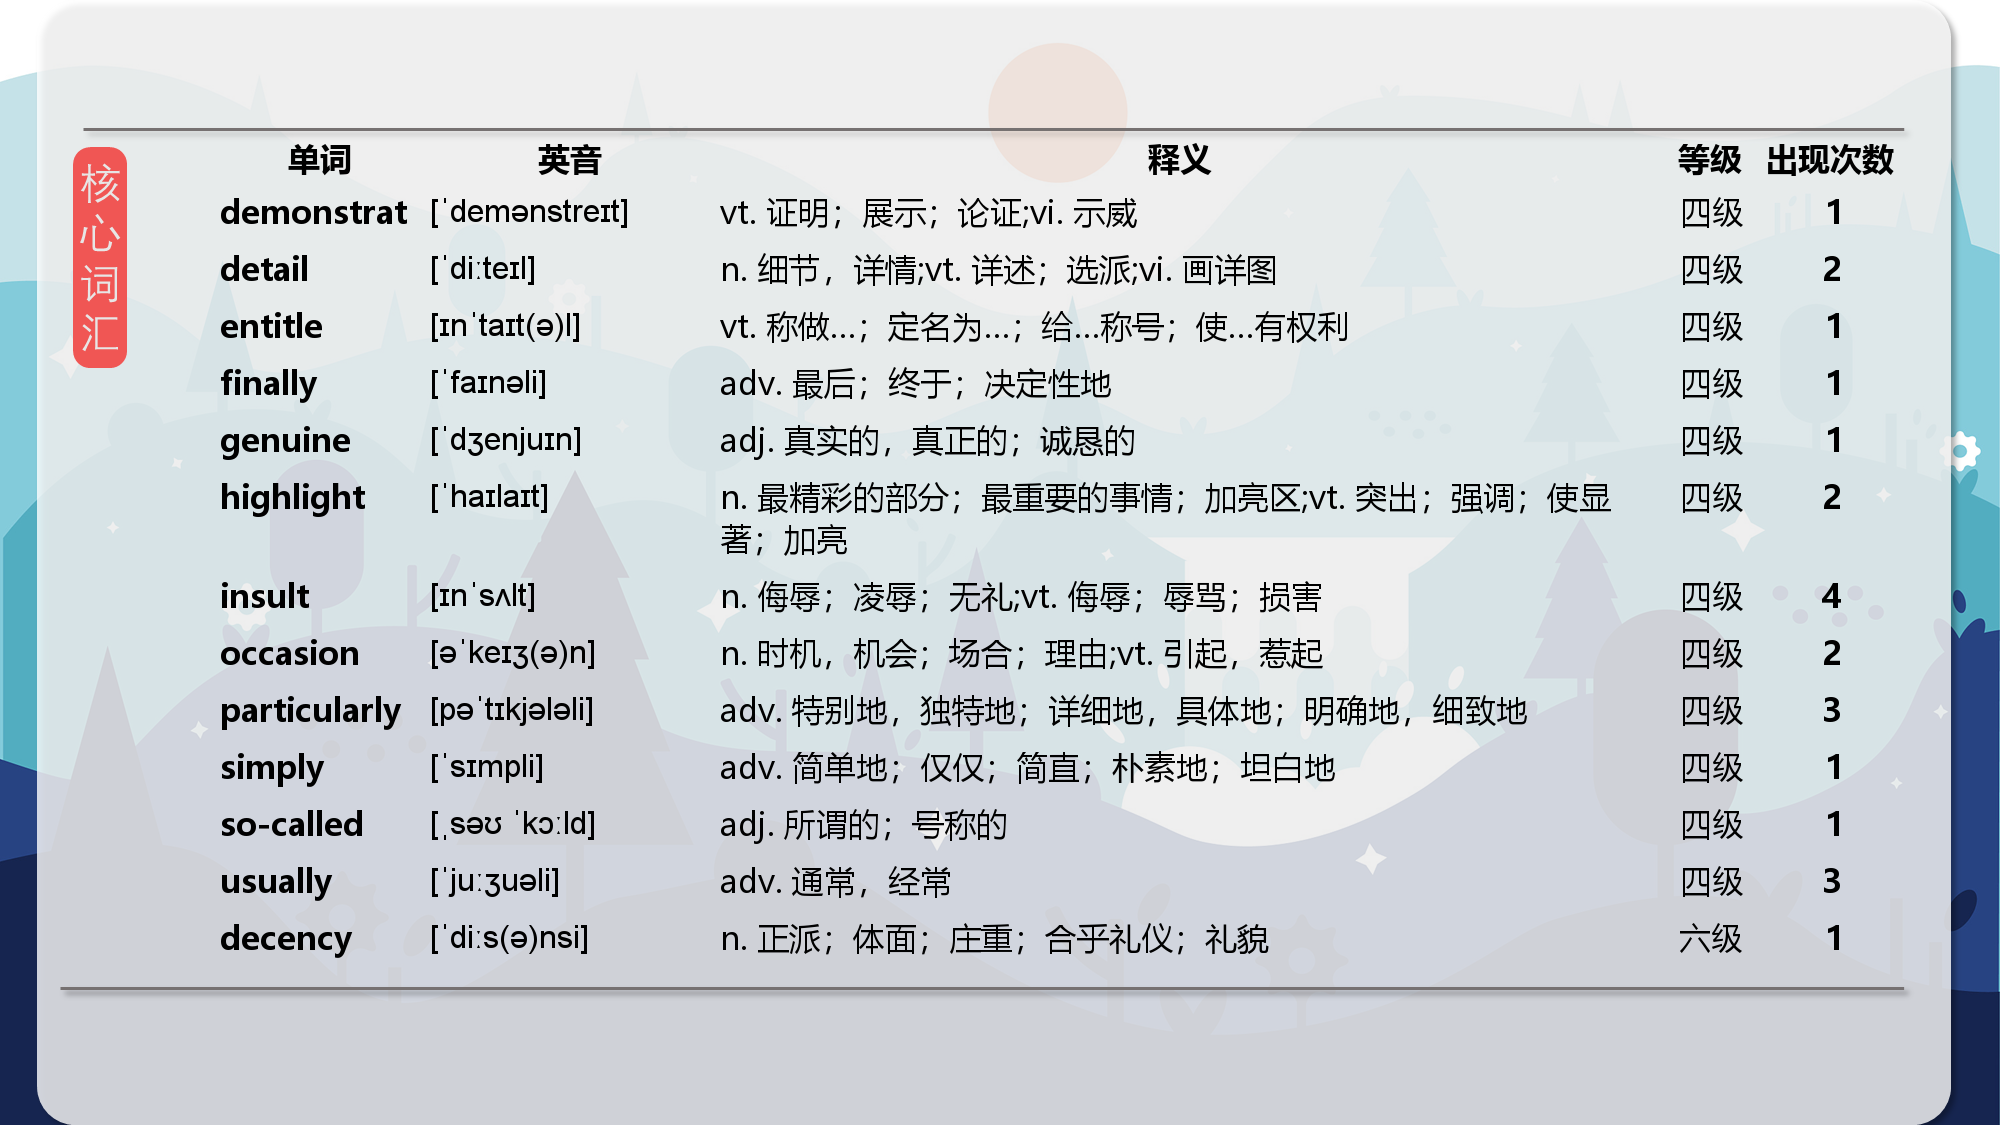 核心词汇
单词 英音 释义 等级 出现次数
demonstrat [ˈdemənstreɪt] vt. 证明；展示；论证;vi. 示威 四级 1
detail [ˈdiːteɪl] n. 细节，详情;vt. 详述；选派;vi. 画详图 四级 2
entitle [ɪnˈtaɪt(ə)l] vt. 称做...；定名为...；给...称号；使...有权利 四级 1
finally [ˈfaɪnəli] adv. 最后；终于；决定性地 四级 1
genuine [ˈdʒenjuɪn] adj. 真实的，真正的；诚恳的 四级 1
highlight [ˈhaɪlaɪt] n. 最精彩的部分；最重要的事情；加亮区;vt. 突出；强调；使显 四级 2
著；加亮
insult [ɪnˈsʌlt] n. 侮辱；凌辱；无礼;vt. 侮辱；辱骂；损害 四级 4
occasion [əˈkeɪʒ(ə)n] n. 时机，机会；场合；理由;vt. 引起，惹起 四级 2
particularly [pəˈtɪkjələli] adv. 特别地，独特地；详细地，具体地；明确地，细致地 四级 3
simply [ˈsɪmpli] adv. 简单地；仅仅；简直；朴素地；坦白地 四级 1
so-called [ˌsəʊ ˈkɔːld] adj. 所谓的；号称的 四级 1
usually [ˈjuːʒuəli] adv. 通常，经常 四级 3
decency [ˈdiːs(ə)nsi] n. 正派；体面；庄重；合乎礼仪；礼貌 六级 1